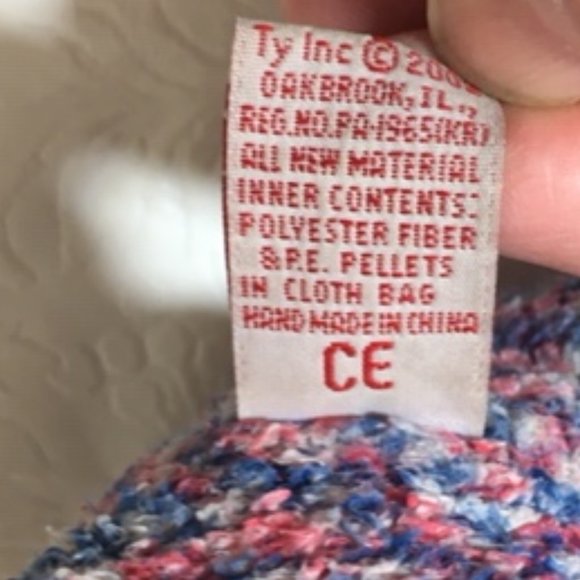 Ty Inc ©
OAKBROOK, IL.,
REG.NO.PA-1965(KR)
ALL NEW MATERIAL
INNER CONTENTS:
POLYESTER FIBER
&P.E. PELLETS
IN CLOTH BAG
HAND MADE IN CHINA
CE